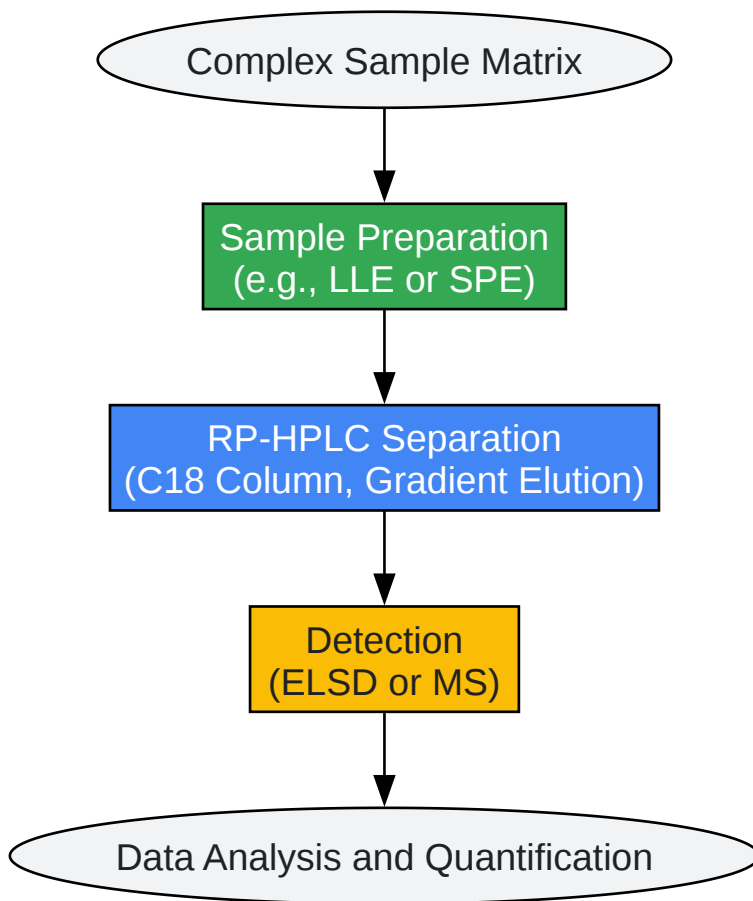 Complex Sample Matrix
Sample Preparation
(e.g., LLE or SPE)
RP-HPLC Separation
(C18 Column, Gradient Elution)
Detection
(ELSD or MS)
Data Analysis and Quantification